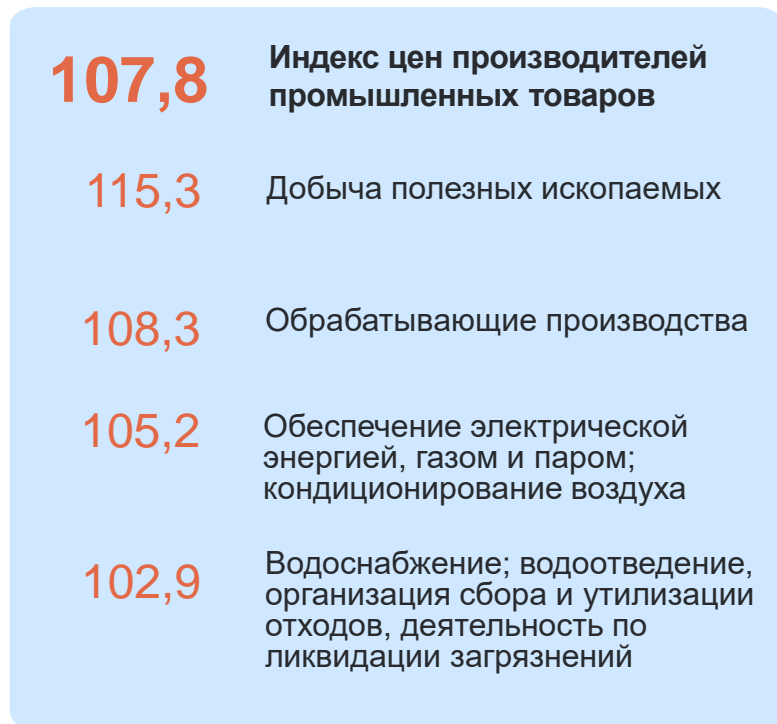 107,8
Индекс цен производителей
промышленных товаров
115,3
Добыча полезных ископаемых
108,3
Обрабатывающие производства
105,2
Обеспечение электрической
энергией, газом и паром;
кондиционирование воздуха
102,9
Водоснабжение; водоотведение,
организация сбора и утилизации
отходов, деятельность по
ликвидации загрязнений